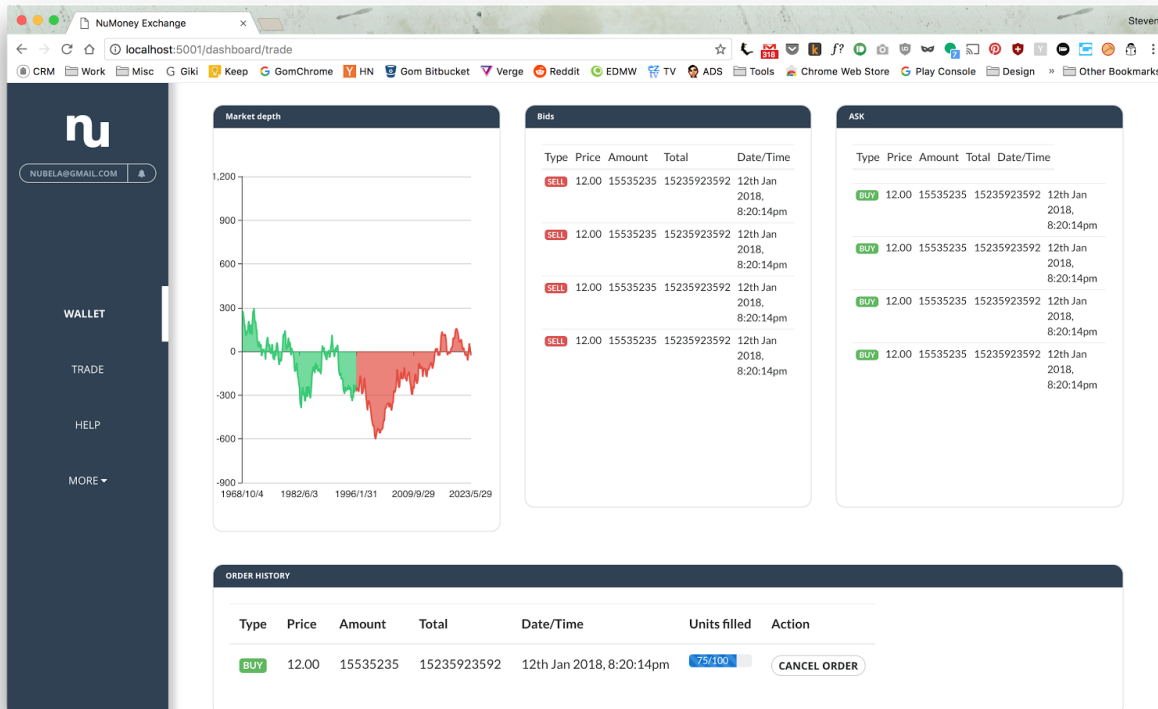 NuMoney Exchange
Steven
localhost:5001/dashboard/trade
318
k
f?
7
CRM Work Misc Giki Keep GomChrome HN Gom Bitbucket Verge Reddit EDMW TV ADS Tools Chrome Web Store Play Console Design » Other Bookmarks
nu
NUBELA@GMAIL.COM
WALLET
TRADE
HELP
MORE
Market depth
1,200
900
600
300
0
-300
-600
-900
1968/10/4 1982/6/3 1996/1/31 2009/9/29 2023/5/29
Bids
Type Price Amount Total Date/Time
SELL 12.00 15535235 15235923592 12th Jan
2018,
8:20:14pm
SELL 12.00 15535235 15235923592 12th Jan
2018,
8:20:14pm
SELL 12.00 15535235 15235923592 12th Jan
2018,
8:20:14pm
SELL 12.00 15535235 15235923592 12th Jan
2018,
8:20:14pm
ASK
Type Price Amount Total Date/Time
BUY 12.00 15535235 15235923592 12th Jan
2018,
8:20:14pm
BUY 12.00 15535235 15235923592 12th Jan
2018,
8:20:14pm
BUY 12.00 15535235 15235923592 12th Jan
2018,
8:20:14pm
BUY 12.00 15535235 15235923592 12th Jan
2018,
8:20:14pm
ORDER HISTORY
Type Price Amount Total Date/Time Units filled Action
BUY 12.00 15535235 15235923592 12th Jan 2018, 8:20:14pm 75/100 CANCEL ORDER